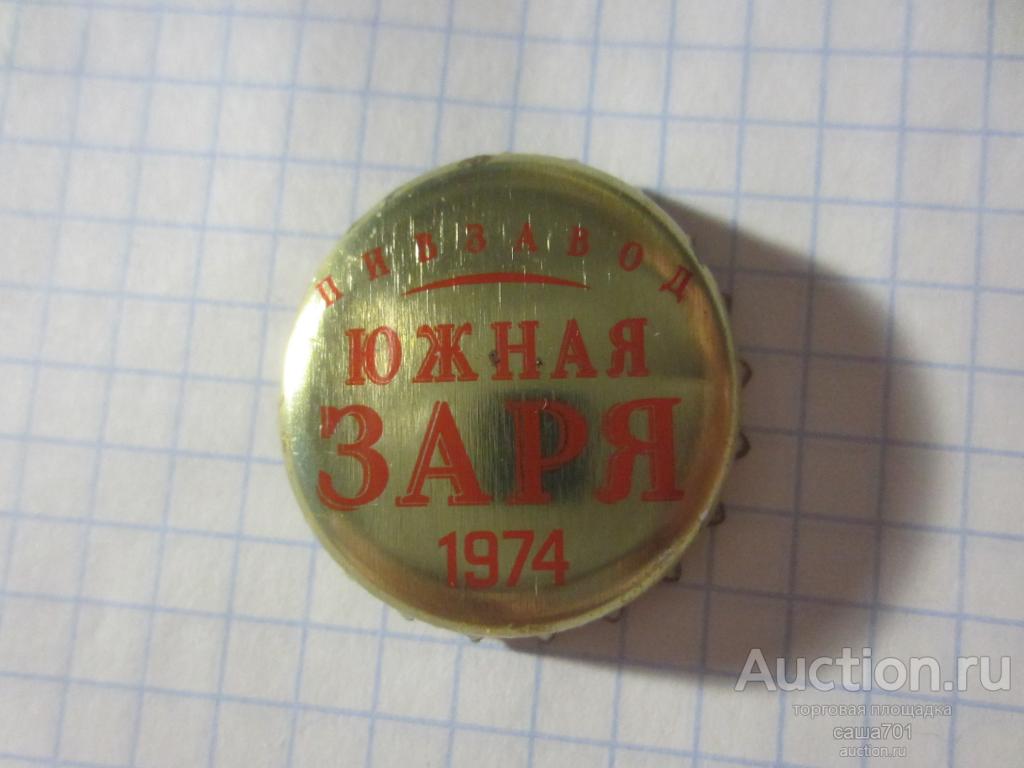 ПИВЗАВОД
ЮЖНАЯ
ЗАРЯ
1974
Auction.ru
торговая площадка
саша701
auction.ru